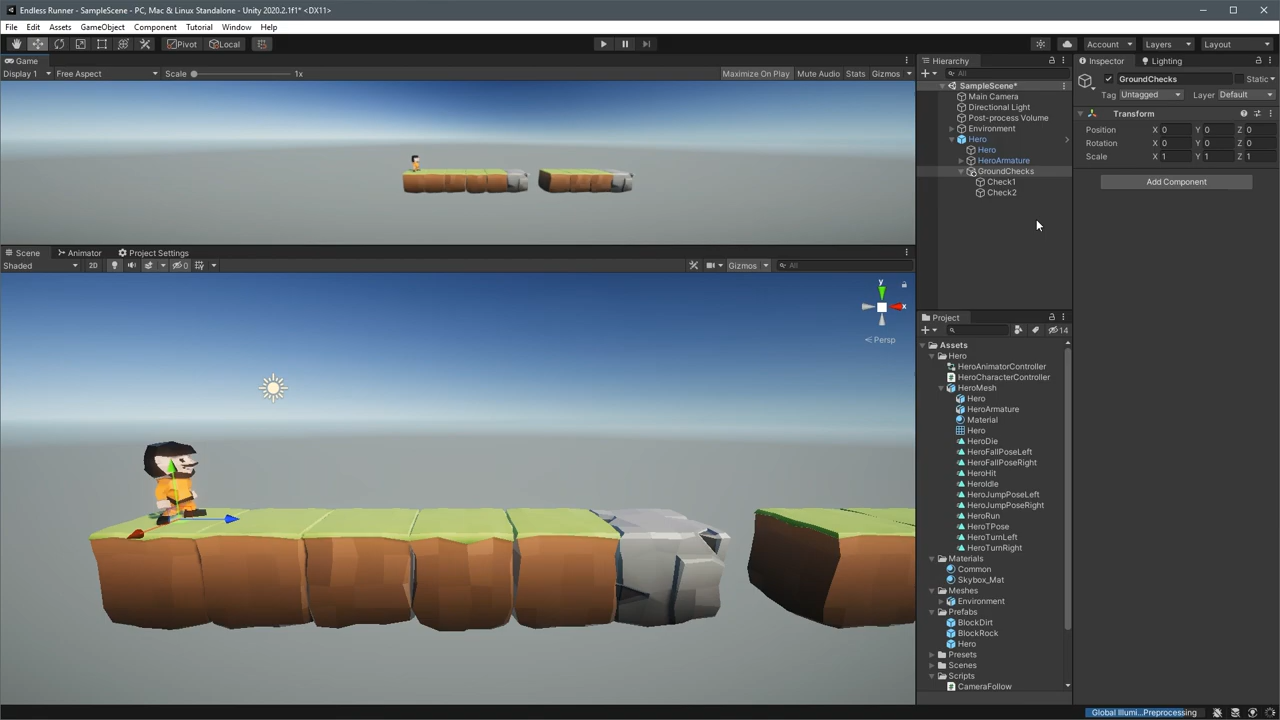 Endless Runner - SampleScene - PC, Mac & Linux Standalone - Unity 2020.2.1f1* <DX11>
File Edit Assets GameObject Component Tutorial Window Help
Pivot Local Account Layers Layout
Game
Display 1 Free Aspect Scale 1x Maximize On Play Mute Audio Stats Gizmos
Scene Animator Project Settings
Shaded 2D 0 Gizmos All
y
x
< Persp
Hierarchy
All
SampleScene*
Main Camera
Directional Light
Post-process Volume
Environment
Hero
Hero
HeroArmature
GroundChecks
Check1
Check2
Project
14
Assets
Hero
HeroAnimatorController
HeroCharacterController
HeroMesh
Hero
HeroArmature
Material
Hero
HeroDie
HeroFallPoseLeft
HeroFallPoseRight
HeroHit
HeroIdle
HeroJumpPoseLeft
HeroJumpPoseRight
HeroRun
HeroTPose
HeroTurnLeft
HeroTurnRight
Materials
Common
Skybox_Mat
Meshes
Environment
Prefabs
BlockDirt
BlockRock
Hero
Presets
Scenes
Scripts
CameraFollow
Inspector Lighting
GroundChecks Static
Tag Untagged Layer Default
Transform
Position X 0 Y 0 Z 0
Rotation X 0 Y 0 Z 0
Scale X 1 Y 1 Z 1
Add Component
Global Illumi...Preprocessing